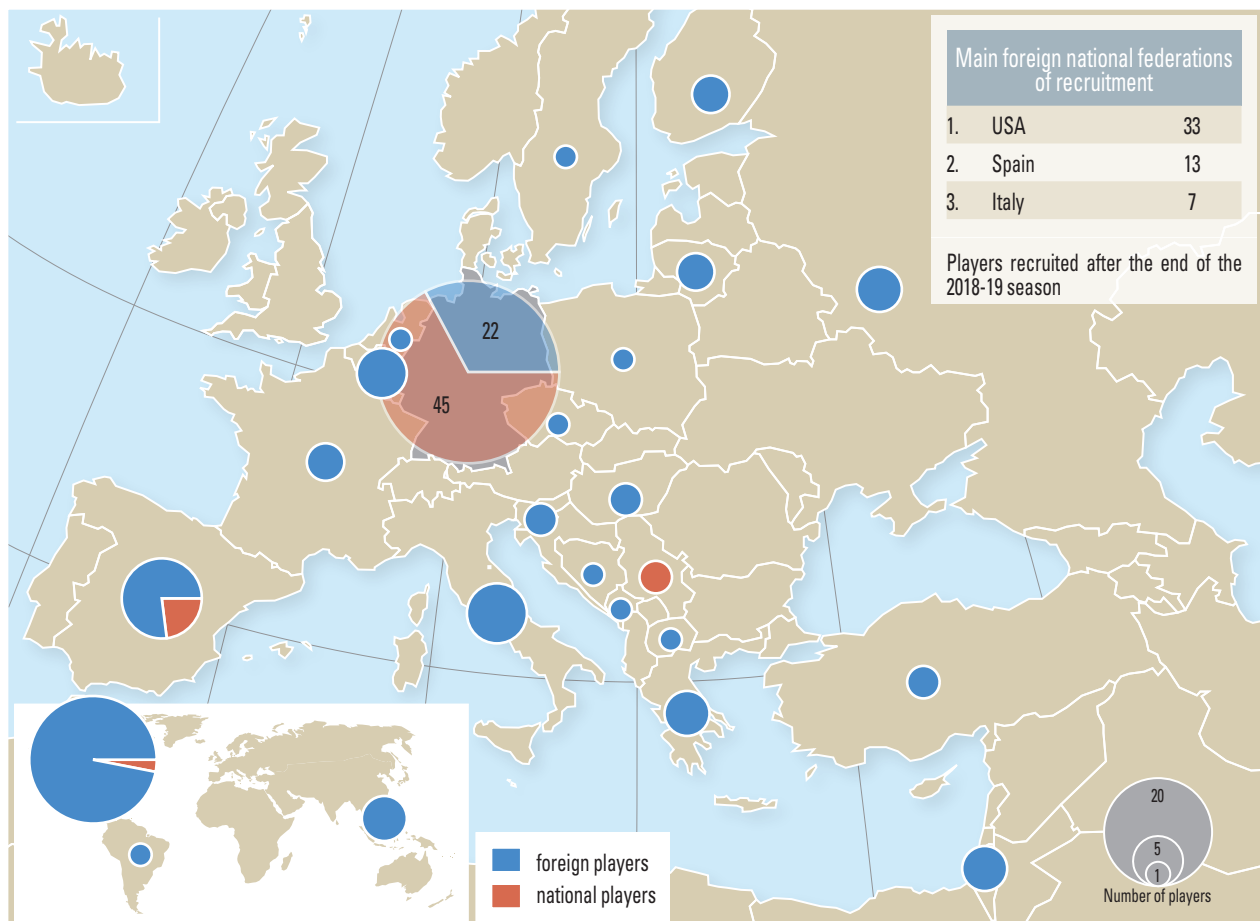 Main foreign national federations
of recruitment
1. USA 33
2. Spain 13
3. Italy 7
Players recruited after the end of the
2018-19 season
22
45
foreign players
national players
20
5
1
Number of players